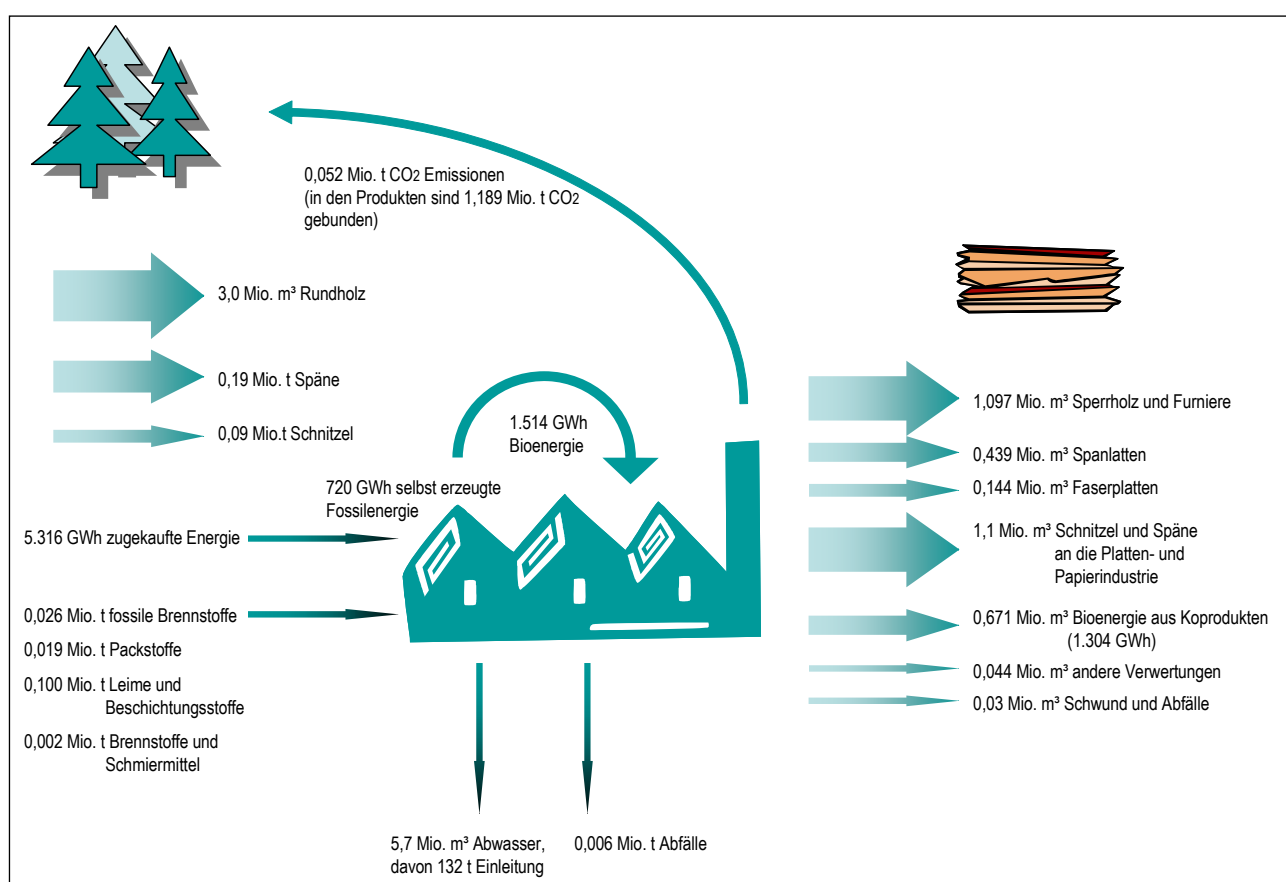 0,052 Mio. t CO2 Emissionen
(in den Produkten sind 1,189 Mio. t CO2
gebunden)
3,0 Mio. m³ Rundholz
0,19 Mio. t Späne
0,09 Mio.t Schnitzel
1.514 GWh
Bioenergie
720 GWh selbst erzeugte
Fossilenergie
5.316 GWh zugekaufte Energie
0,026 Mio. t fossile Brennstoffe
0,019 Mio. t Packstoffe
0,100 Mio. t Leime und
Beschichtungsstoffe
0,002 Mio. t Brennstoffe und
Schmiermittel
1,097 Mio. m³ Sperrholz und Furniere
0,439 Mio. m³ Spanlatten
0,144 Mio. m³ Faserplatten
1,1 Mio. m³ Schnitzel und Späne
an die Platten- und
Papierindustrie
0,671 Mio. m³ Bioenergie aus Koprodukten
(1.304 GWh)
0,044 Mio. m³ andere Verwertungen
0,03 Mio. m³ Schwund und Abfälle
5,7 Mio. m³ Abwasser,
davon 132 t Einleitung
0,006 Mio. t Abfälle